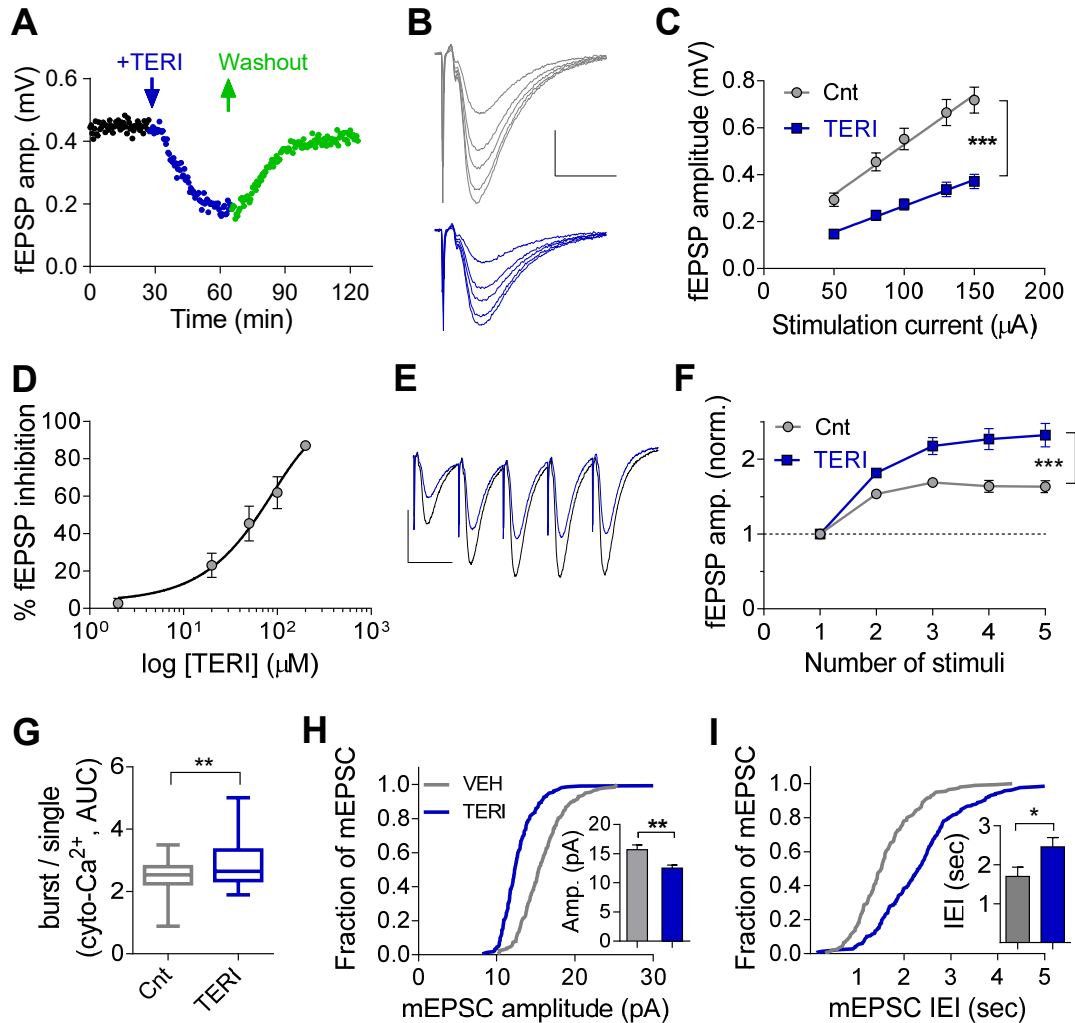 A
+TERI
Washout
fEPSP amp. (mV)
0.6
0.4
0.2
0.0
0
30
60
90
120
Time (min)
B
C
fEPSP amplitude (mV)
0.8
0.6
0.4
0.2
0.0
Cnt
TERI
***
0
50
100
150
200
Stimulation current (μA)
D
% fEPSP inhibition
100
80
60
40
20
0
10⁰
10¹
10²
10³
log [TERI] (μM)
E
F
fEPSP amp. (norm.)
2
1
0
Cnt
TERI
***
0
1
2
3
4
5
Number of stimuli
G
burst / single
(cyto-Ca²⁺, AUC)
6
4
2
0
**
Cnt
TERI
H
Fraction of mEPSC
1.0
0.8
0.6
0.4
0.2
0.0
VEH
TERI
Amp. (pA)
20
15
10
5
0
**
0
10
20
30
mEPSC amplitude (pA)
I
Fraction of mEPSC
1.0
0.8
0.6
0.4
0.2
0.0
IEI (sec)
3
2
1
*
1
2
3
4
5
mEPSC IEI (sec)